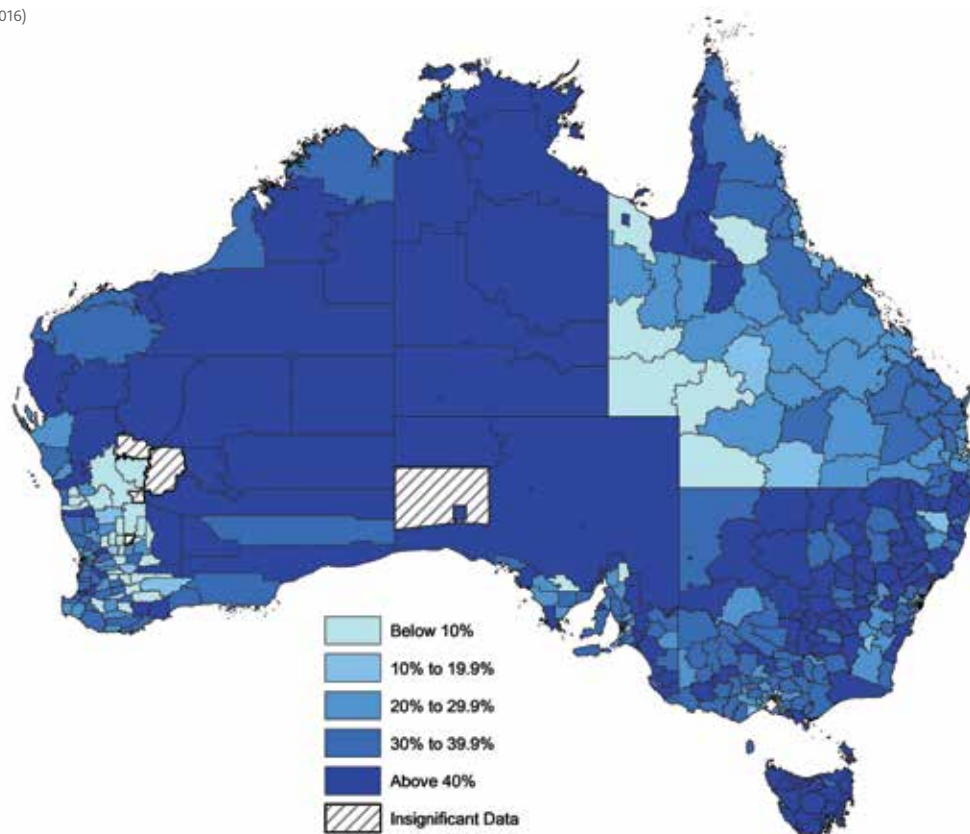 016)
Below 10%
10% to 19.9%
20% to 29.9%
30% to 39.9%
Above 40%
Insignificant Data